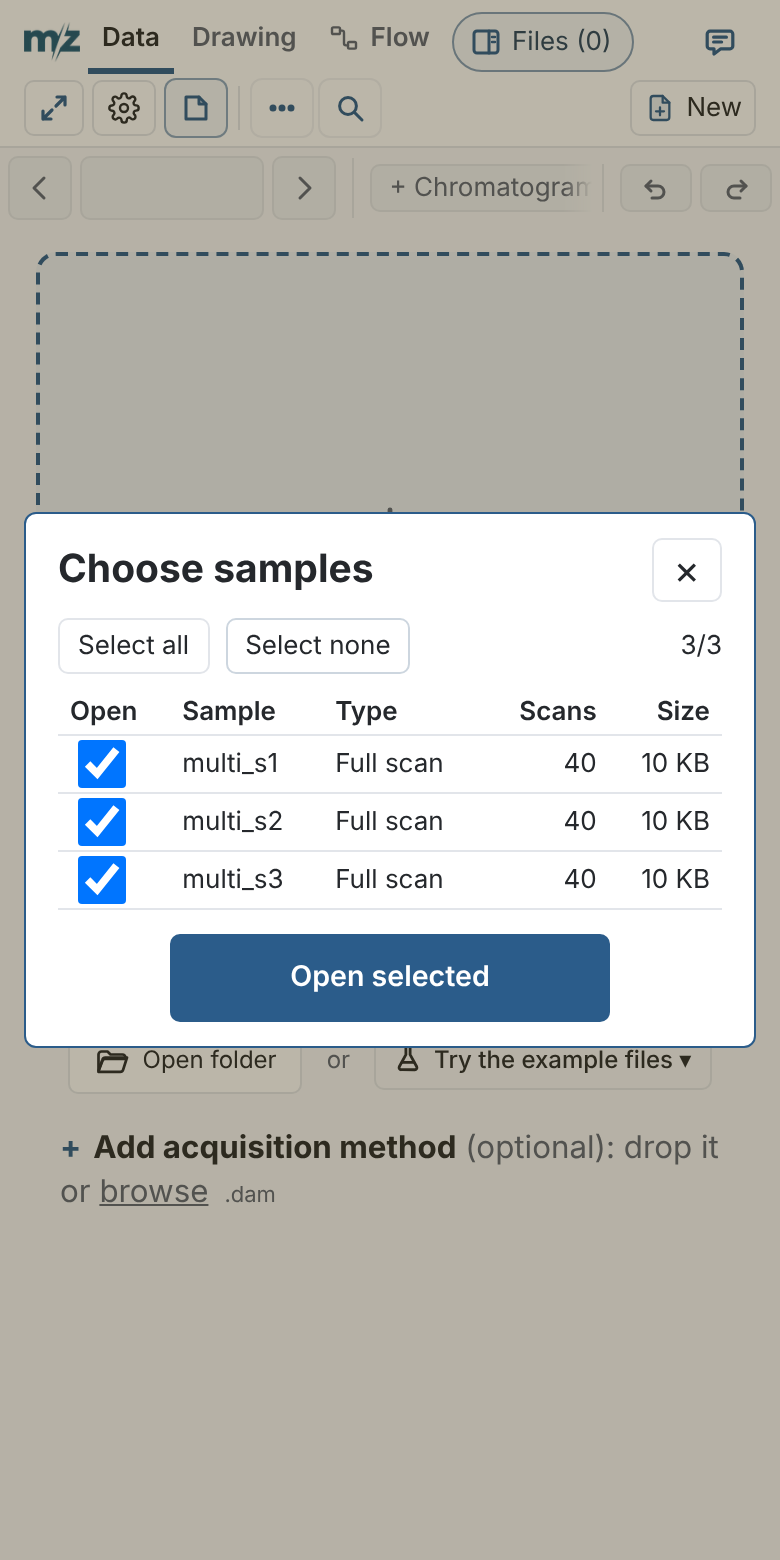 m/z Data Drawing Flow Files (0)
New
+ Chromatogram
Choose samples
Select all Select none 3/3
Open Sample Type Scans Size
multi_s1 Full scan 40 10 KB
multi_s2 Full scan 40 10 KB
multi_s3 Full scan 40 10 KB
Open selected
Open folder or Try the example files ▾
+ Add acquisition method (optional): drop it
or browse .dam